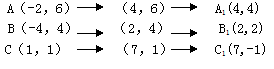 A (-2, 6) → (4, 6) → A₁(4,4)
B (-4, 4) → (2, 4) → B₁(2,2)
C (1, 1) → (7, 1) → C₁(7,-1)